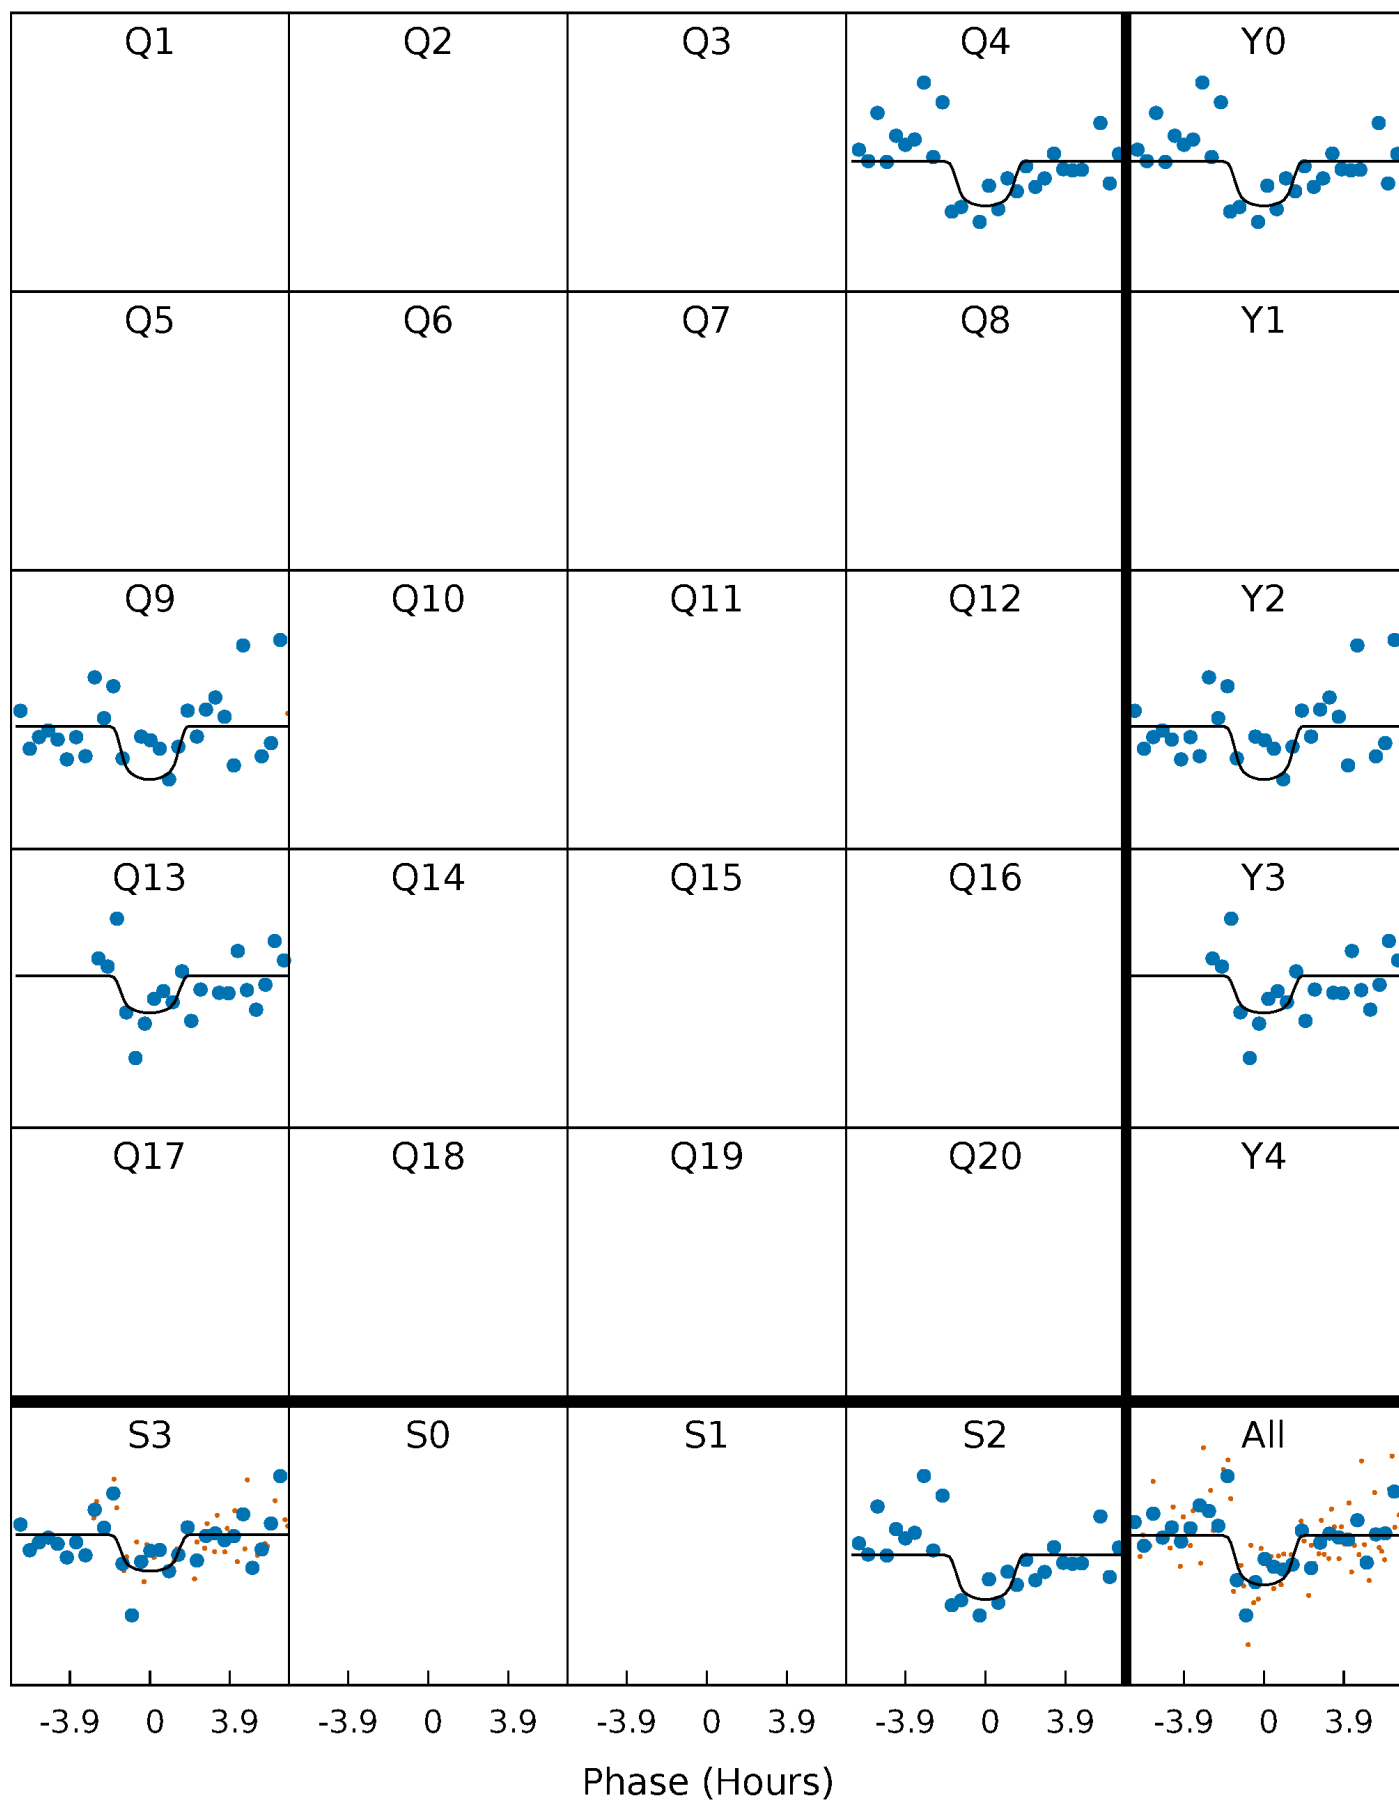 Q1 Q2 Q3 Q4 Y0
Q5 Q6 Q7 Q8 Y1
Q9 Q10 Q11 Q12 Y2
Q13 Q14 Q15 Q16 Y3
Q17 Q18 Q19 Q20 Y4
S3 S0 S1 S2 All
-3.9 0 3.9 -3.9 0 3.9 -3.9 0 3.9 -3.9 0 3.9 -3.9 0 3.9
Phase (Hours)